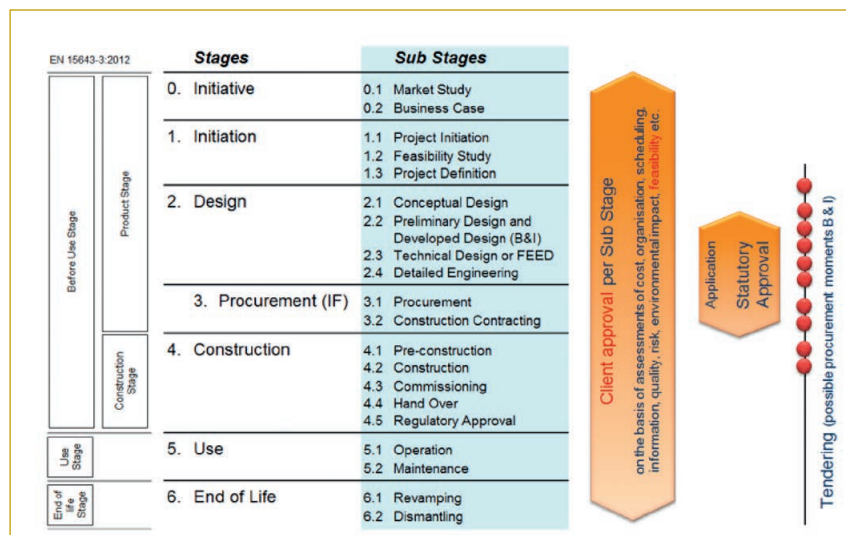 EN 15643-3:2012
Stages
Sub Stages
0. Initiative
0.1 Market Study
0.2 Business Case
1. Initiation
1.1 Project Initiation
1.2 Feasibility Study
1.3 Project Definition
2. Design
2.1 Conceptual Design
2.2 Preliminary Design and
Developed Design (B&I)
2.3 Technical Design or FEED
2.4 Detailed Engineering
3. Procurement (IF)
3.1 Procurement
3.2 Construction Contracting
4. Construction
4.1 Pre-construction
4.2 Construction
4.3 Commissioning
4.4 Hand Over
4.5 Regulatory Approval
5. Use
5.1 Operation
5.2 Maintenance
6. End of Life
6.1 Revamping
6.2 Dismantling
Before Use Stage
Product Stage
Construction
Stage
Use
Stage
End of
life
Stage
Client approval per Sub Stage
on the basis of assessments of cost, organisation, scheduling,
information, quality, risk, environmental impact, feasibility etc.
Application
Statutory
Approval
Tendering (possible procurement moments B & I)